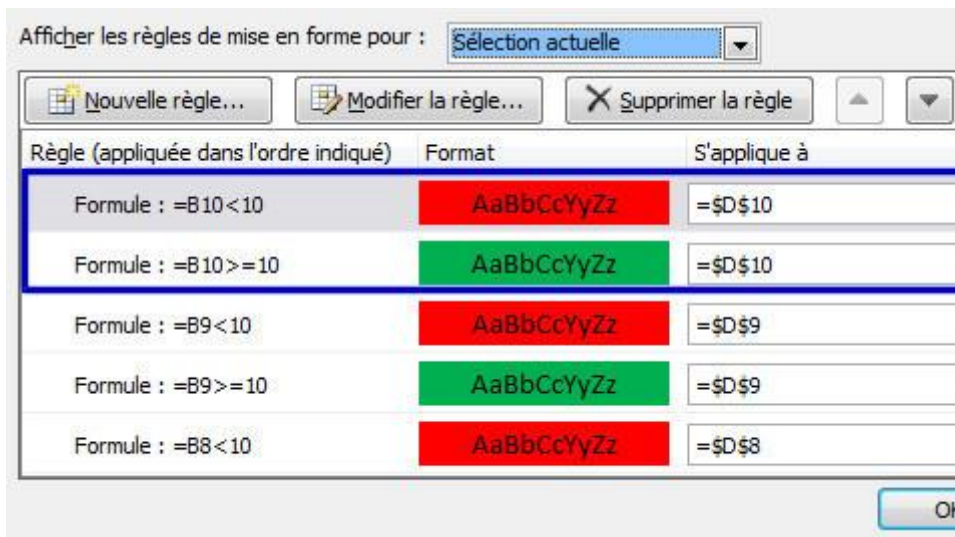 Afficher les règles de mise en forme pour : Sélection actuelle
Nouvelle règle... Modifier la règle... Supprimer la règle
Règle (appliquée dans l'ordre indiqué) Format S'applique à
Formule : =B10<10 AaBbCcYyZz =$D$10
Formule : =B10>=10 AaBbCcYyZz =$D$10
Formule : =B9<10 AaBbCcYyZz =$D$9
Formule : =B9>=10 AaBbCcYyZz =$D$9
Formule : =B8<10 AaBbCcYyZz =$D$8